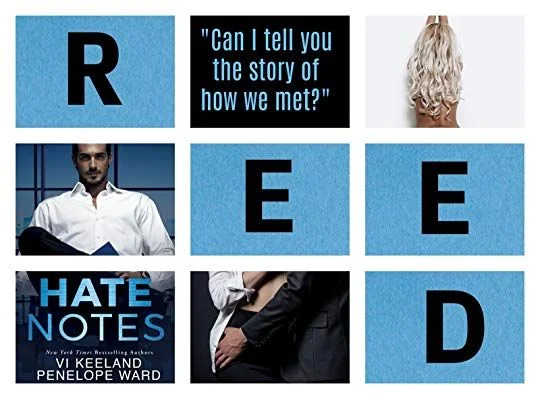 R
"Can I tell you
the story of
how we met?"
E
E
HATE
NOTES
New York Times Bestselling Authors
VI KEELAND
PENELOPE WARD
D